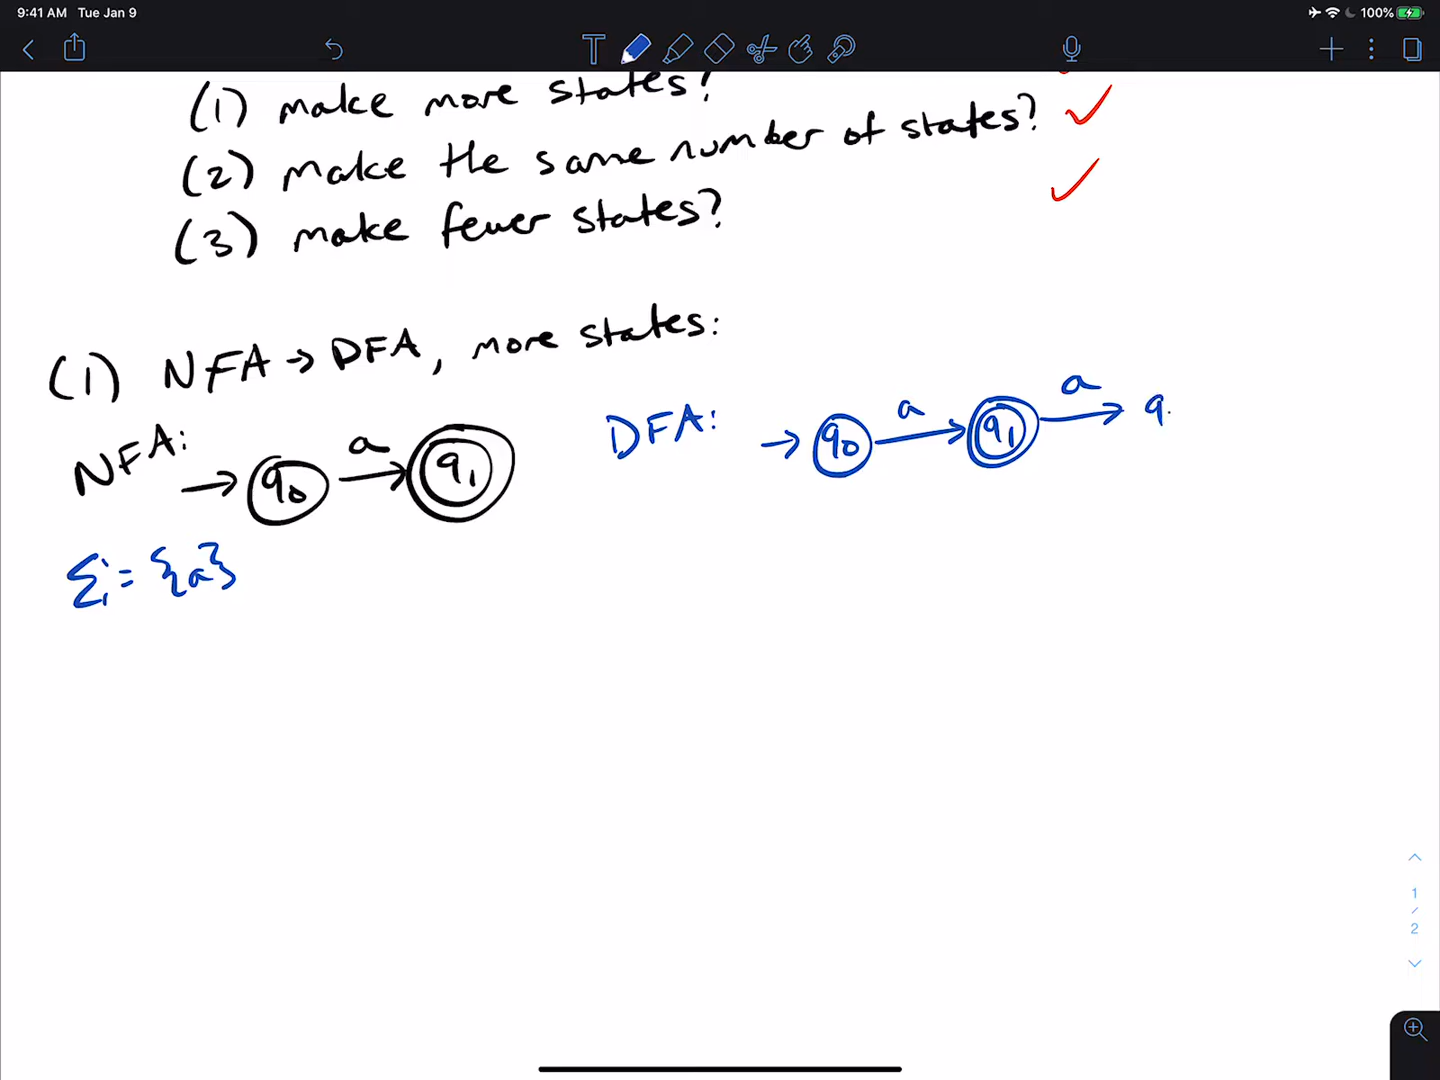 9:41 AM Tue Jan 9
100%
T
(1) make more states?
(2) make the same number of states?
(3) make fewer states?
(1) NFA → DFA, more states:
NFA: → q0 a → q1
DFA: → q0 a → q1 a → q
Σ = {a}
1
/
2